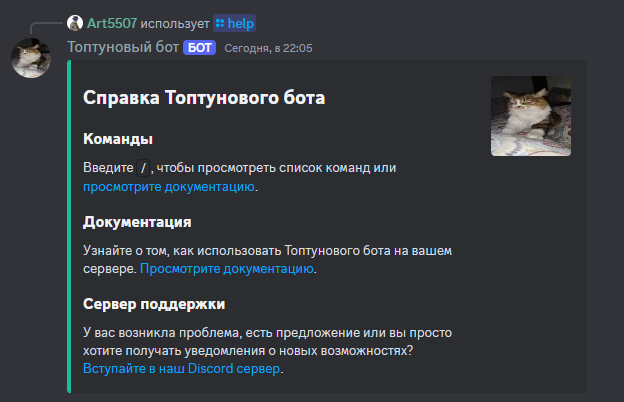 Art5507 использует help
Топтуновый бот БОТ Сегодня, в 22:05
Справка Топтунового бота
Команды
Введите /, чтобы просмотреть список команд или
просмотрите документацию.
Документация
Узнайте о том, как использовать Топтунового бота на вашем
сервере. Просмотрите документацию.
Сервер поддержки
У вас возникла проблема, есть предложение или вы просто
хотите получать уведомления о новых возможностях?
Вступайте в наш Discord сервер.